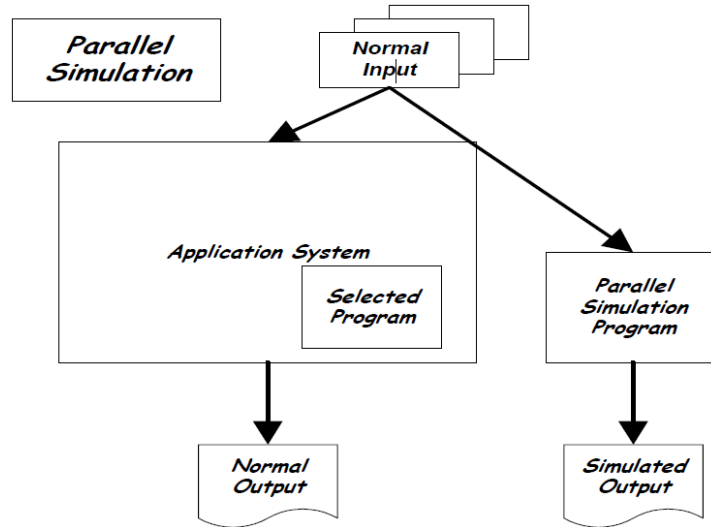 Parallel
Simulation
Normal
Input
Application System
Selected
Program
Parallel
Simulation
Program
Normal
Output
Simulated
Output